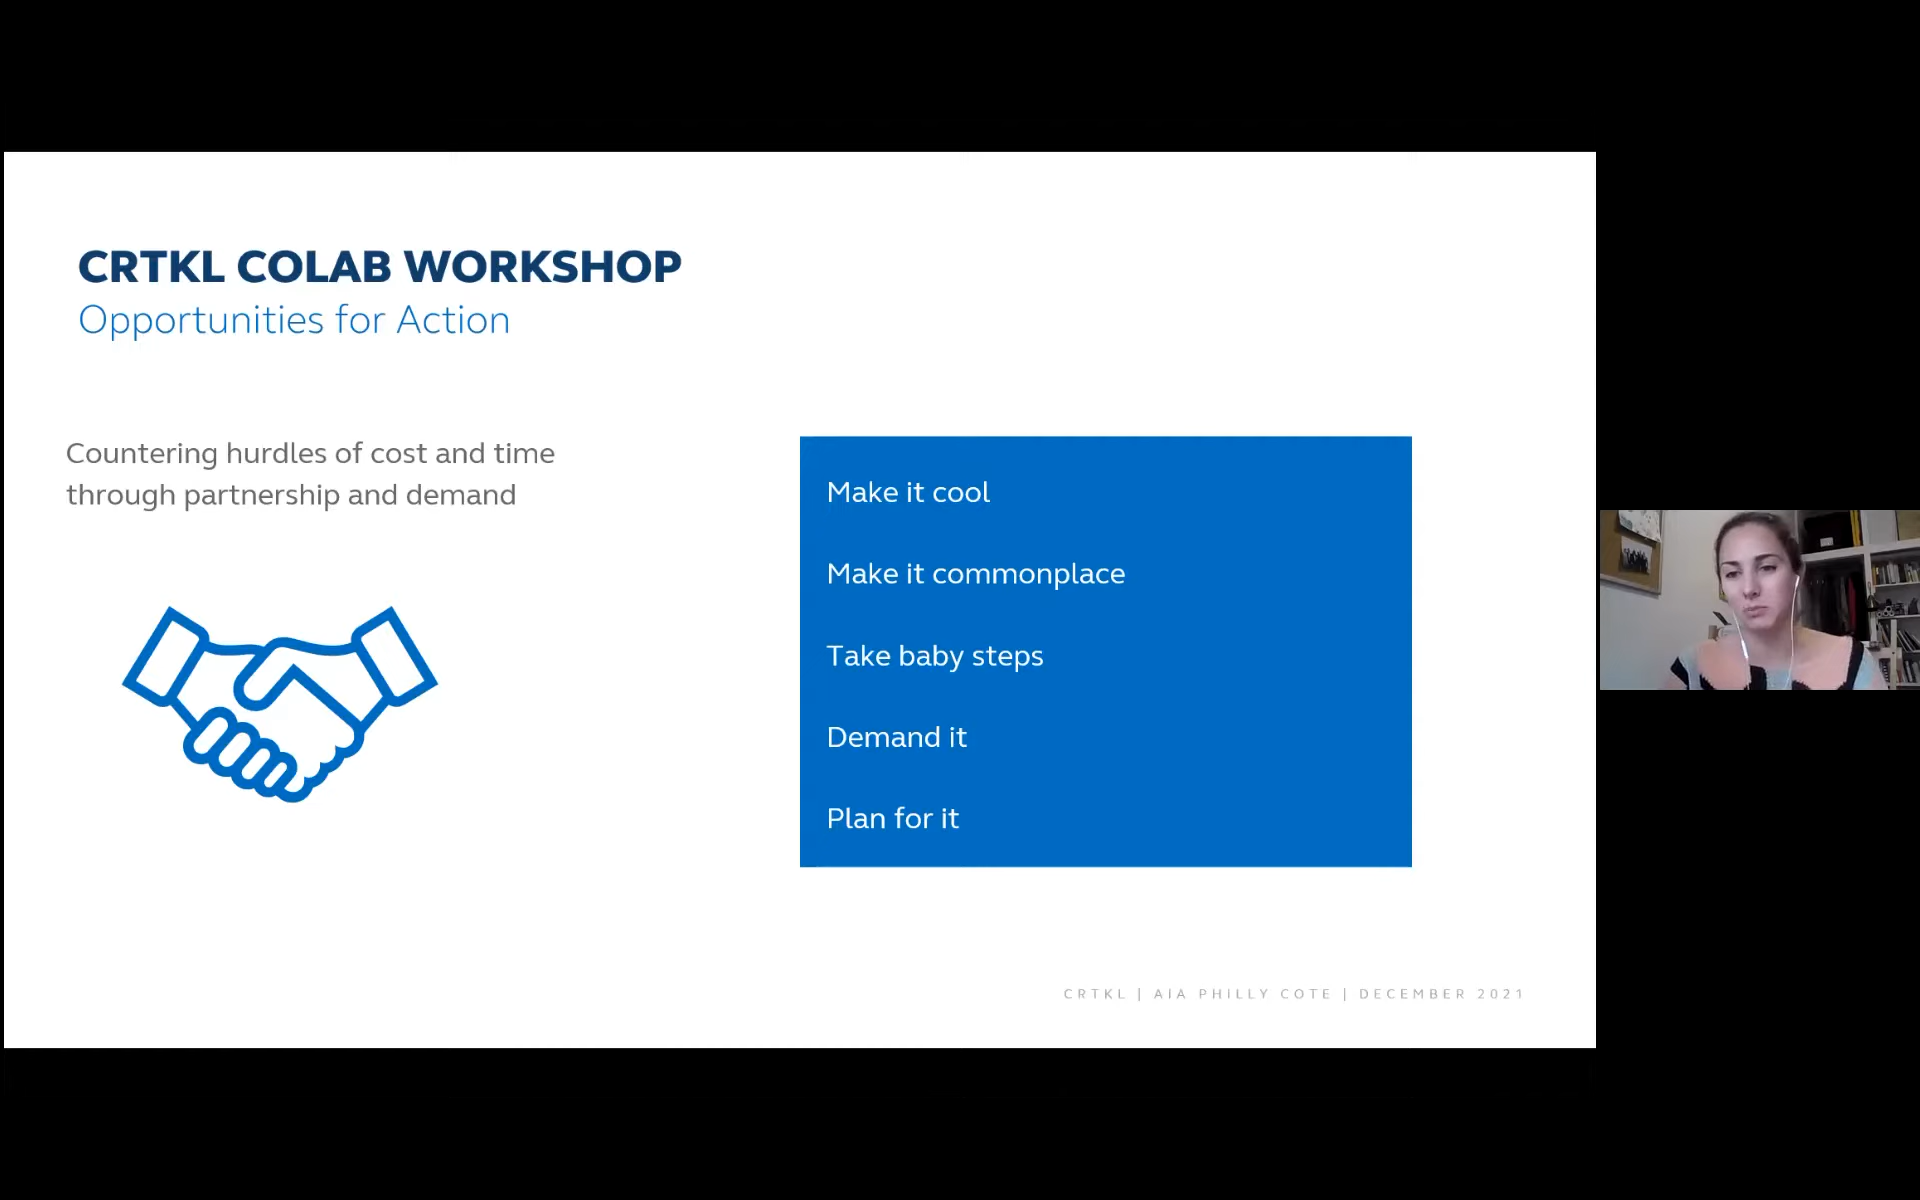 CRTKL COLAB WORKSHOP
Opportunities for Action
Countering hurdles of cost and time
through partnership and demand
Make it cool
Make it commonplace
Take baby steps
Demand it
Plan for it
CRTKL | AIA PHILLY COTE | DECEMBER 2021